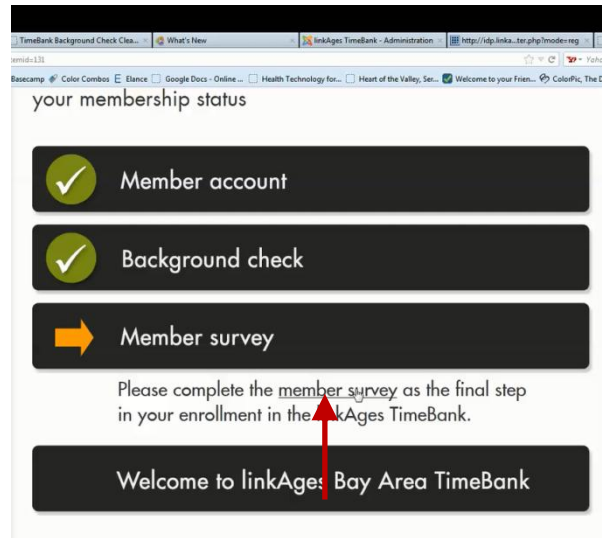 TimeBank Background Check Clea... What's New linkAges TimeBank - Administration http://idp.linka...ter.php?mode=reg
emid=131
Basecamp Color Combos Elance Google Docs - Online ... Health Technology for... Heart of the Valley, Ser... Welcome to your Frien... ColorPic, The D
your membership status
Member account
Background check
Member survey
Please complete the member survey as the final step
in your enrollment in the linkAges TimeBank.
Welcome to linkAges Bay Area TimeBank